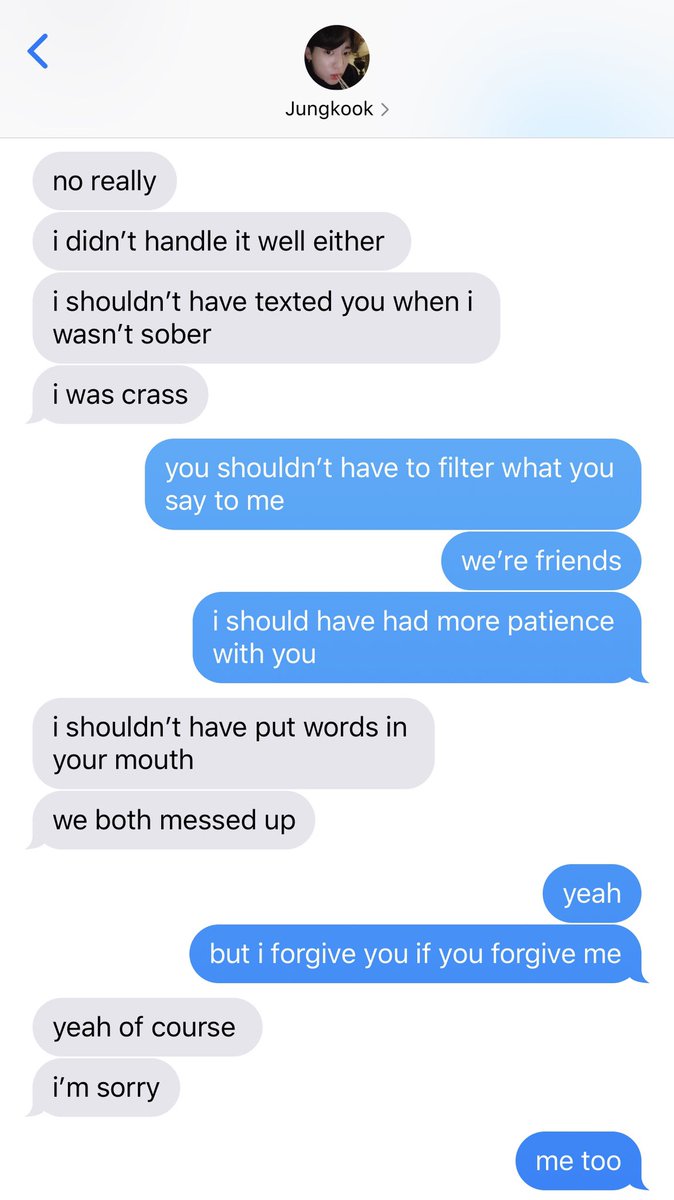 Jungkook
no really
i didn’t handle it well either
i shouldn’t have texted you when i
wasn’t sober
i was crass
you shouldn’t have to filter what you
say to me
we’re friends
i should have had more patience
with you
i shouldn’t have put words in
your mouth
we both messed up
yeah
but i forgive you if you forgive me
yeah of course
i’m sorry
me too